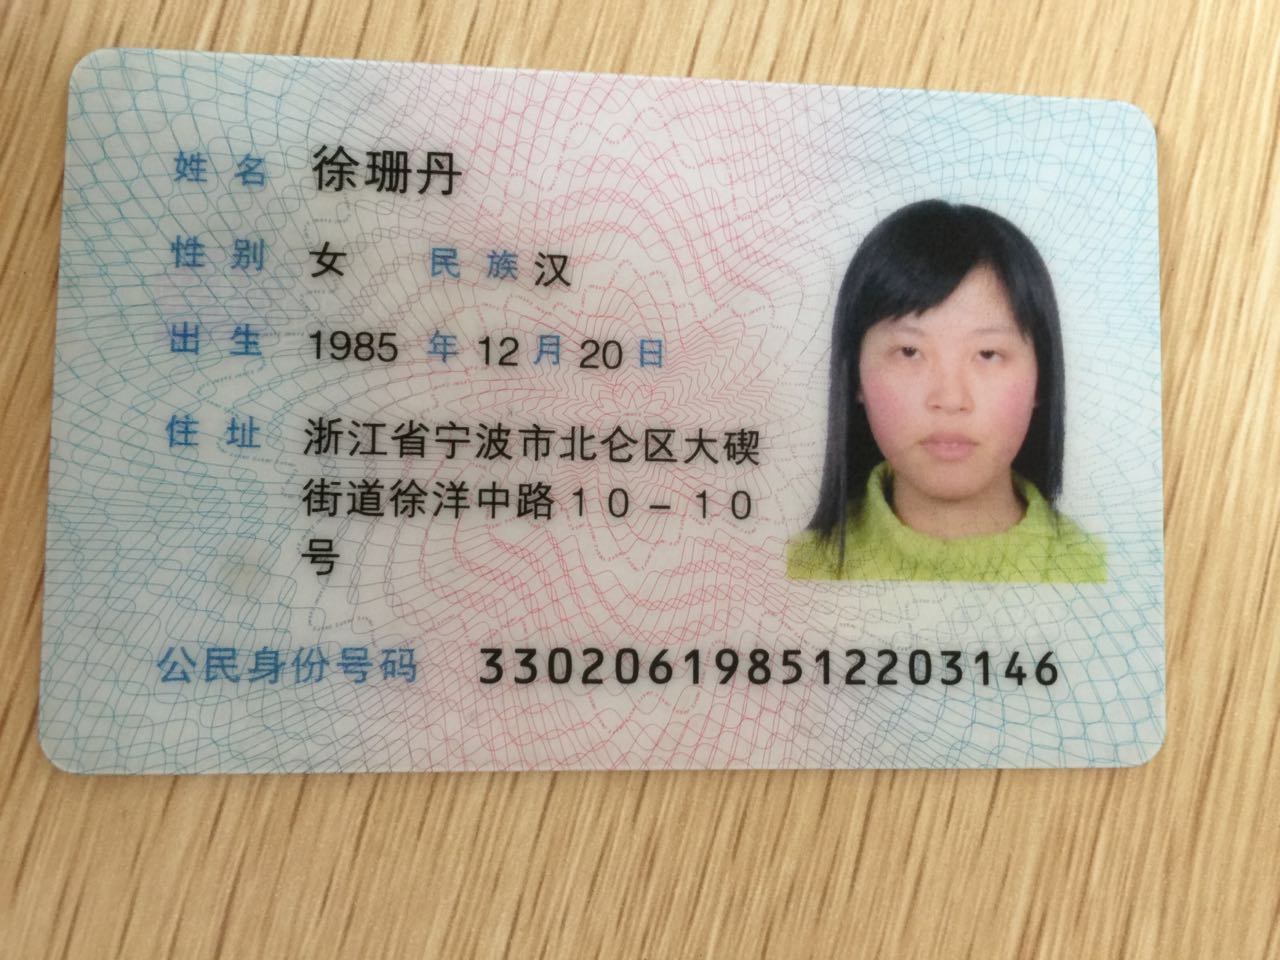 姓名 徐珊丹
性别 女 民族 汉
出生 1985 年 12 月 20 日
住址 浙江省宁波市北仑区大碶
街道徐洋中路10-10
号
公民身份号码 330206198512203146